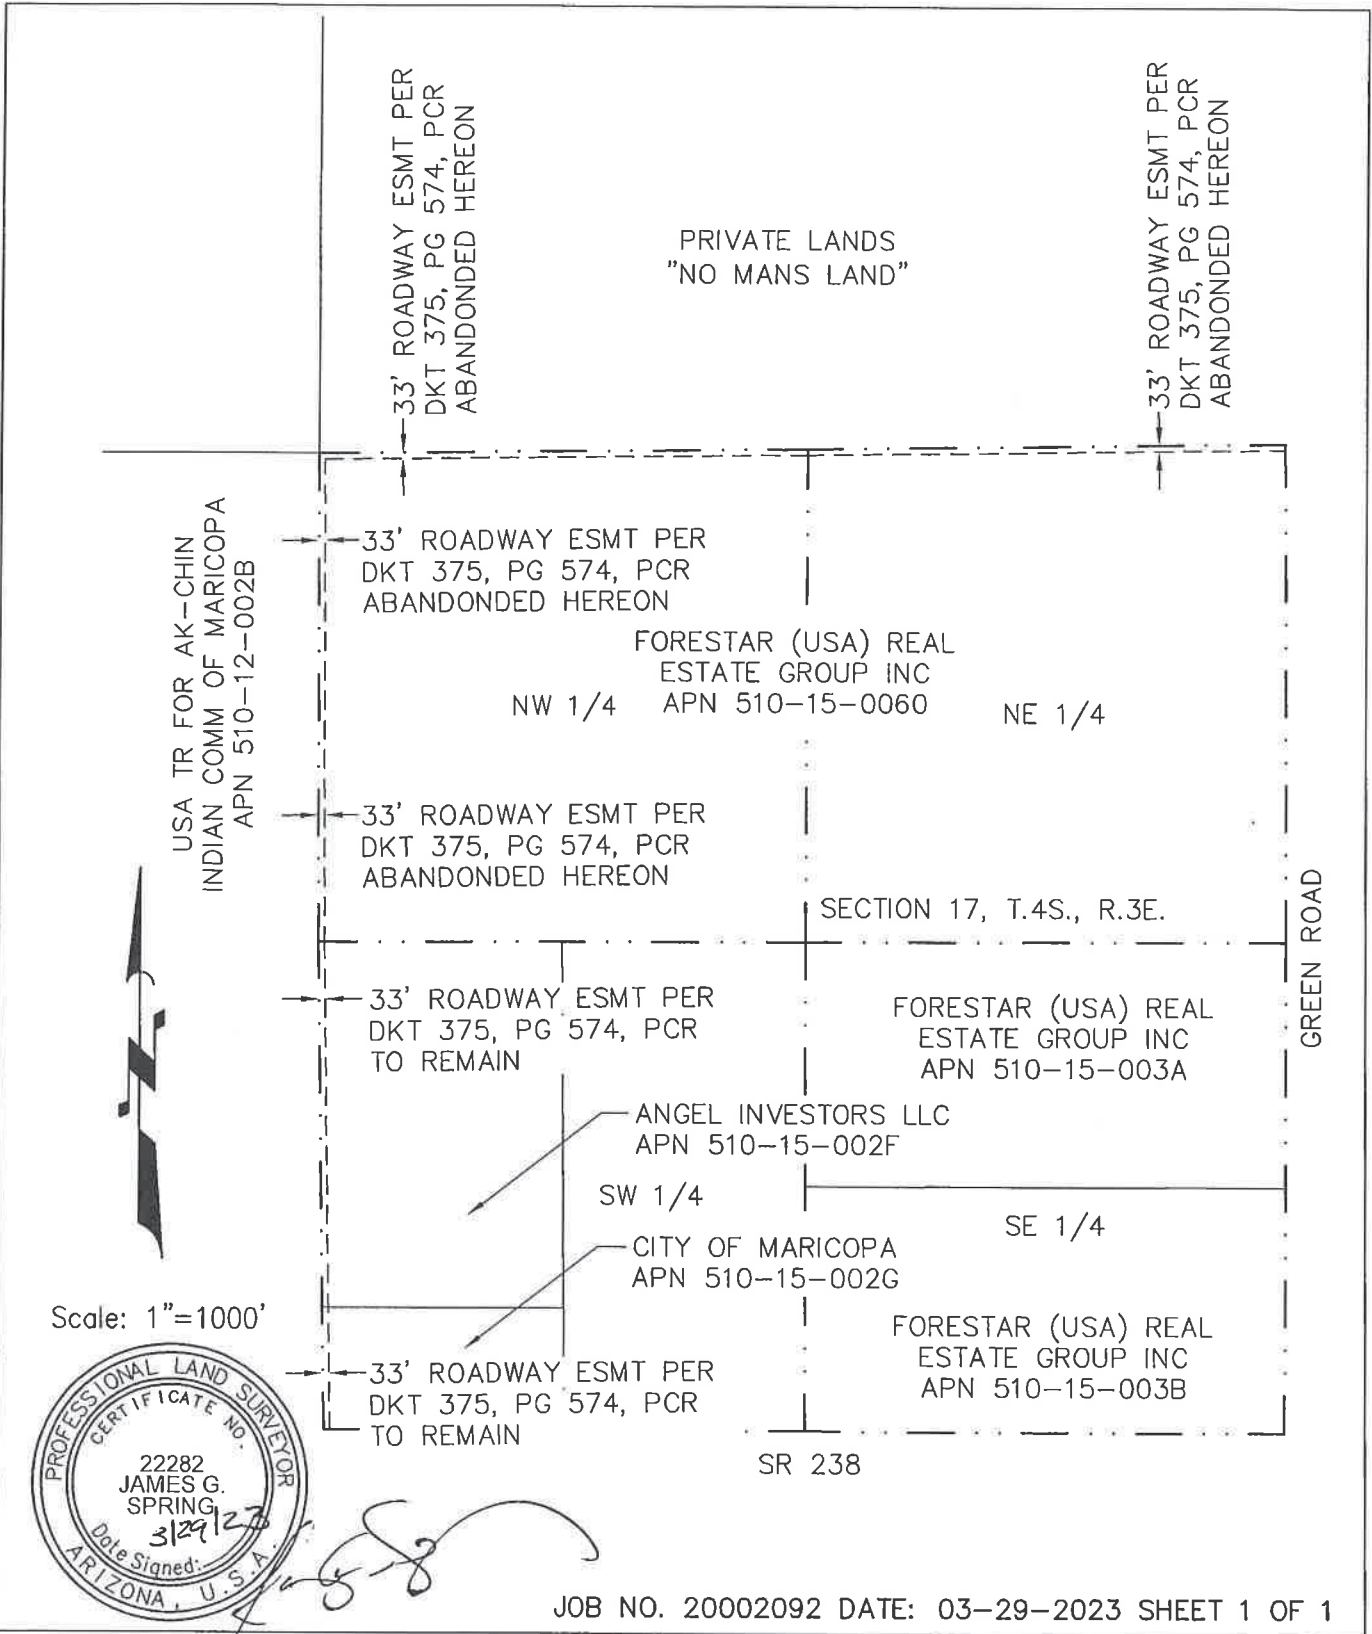 33' ROADWAY ESMT PER
DKT 375, PG 574, PCR
ABANDONDED HEREON
PRIVATE LANDS
"NO MANS LAND"
33' ROADWAY ESMT PER
DKT 375, PG 574, PCR
ABANDONDED HEREON
USA TR FOR AK-CHIN
INDIAN COMM OF MARICOPA
APN 510-12-002B
33' ROADWAY ESMT PER
DKT 375, PG 574, PCR
ABANDONDED HEREON
FORESTAR (USA) REAL
ESTATE GROUP INC
APN 510-15-0060
NW 1/4
NE 1/4
33' ROADWAY ESMT PER
DKT 375, PG 574, PCR
ABANDONDED HEREON
SECTION 17, T.4S., R.3E.
GREEN ROAD
33' ROADWAY ESMT PER
DKT 375, PG 574, PCR
TO REMAIN
FORESTAR (USA) REAL
ESTATE GROUP INC
APN 510-15-003A
ANGEL INVESTORS LLC
APN 510-15-002F
SW 1/4
SE 1/4
CITY OF MARICOPA
APN 510-15-002G
Scale: 1"=1000'
FORESTAR (USA) REAL
ESTATE GROUP INC
APN 510-15-003B
33' ROADWAY ESMT PER
DKT 375, PG 574, PCR
TO REMAIN
SR 238
PROFESSIONAL LAND SURVEYOR
CERTIFICATE NO.
22282
JAMES G.
SPRING
3/29/23
Date Signed:
ARIZONA, U.S.A.
JOB NO. 20002092 DATE: 03-29-2023 SHEET 1 OF 1